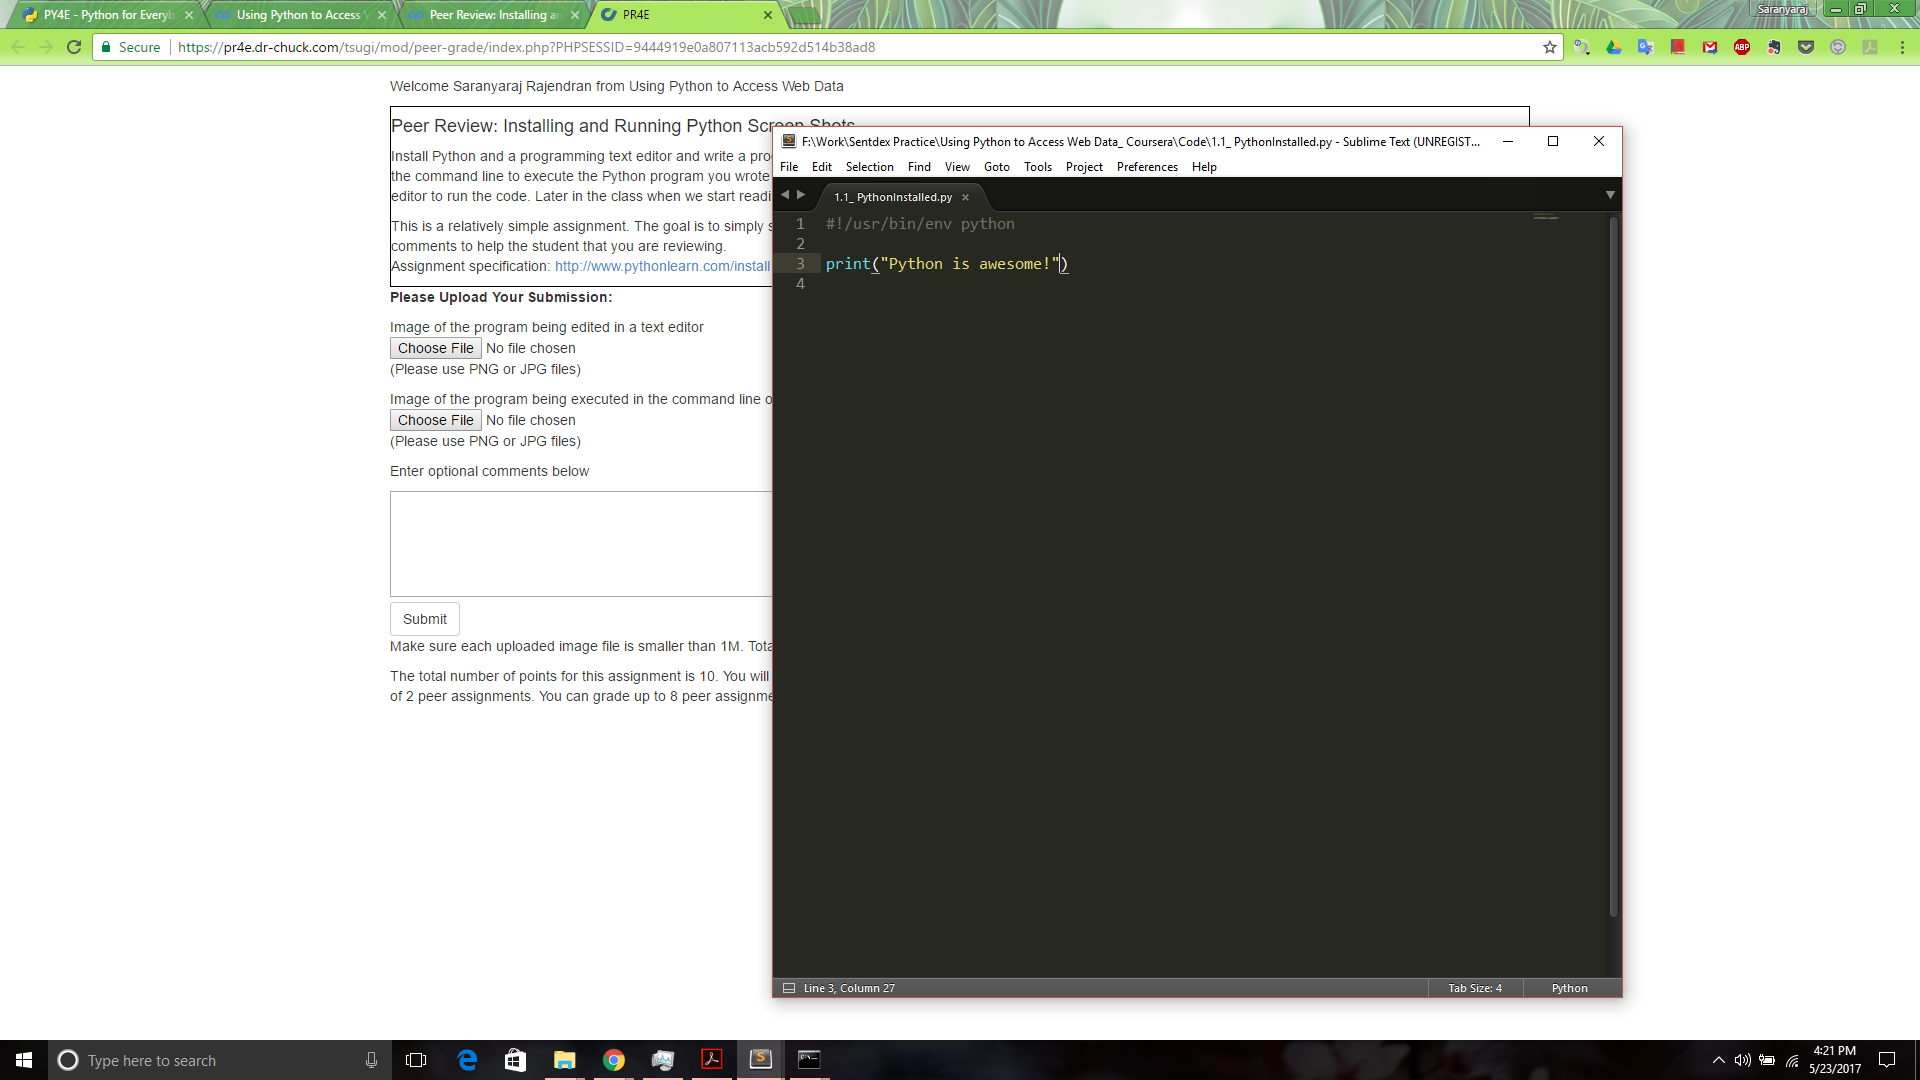 PY4E - Python for Everyb
Using Python to Access
Peer Review: Installing a
PR4E
Saranyaraj
Secure
https://pr4e.dr-chuck.com/tsugi/mod/peer-grade/index.php?PHPSESSID=9444919e0a807113acb592d514b38ad8
ABP
Welcome Saranyaraj Rajendran from Using Python to Access Web Data
Peer Review: Installing and Running Python Screen Shots
Install Python and a programming text editor and write a pro
the command line to execute the Python program you wrote
editor to run the code. Later in the class when we start readi
This is a relatively simple assignment. The goal is to simply s
comments to help the student that you are reviewing.
Assignment specification: http://www.pythonlearn.com/install
Please Upload Your Submission:
Image of the program being edited in a text editor
Choose File No file chosen
(Please use PNG or JPG files)
Image of the program being executed in the command line o
Choose File No file chosen
(Please use PNG or JPG files)
Enter optional comments below
Submit
Make sure each uploaded image file is smaller than 1M. Tota
The total number of points for this assignment is 10. You will
of 2 peer assignments. You can grade up to 8 peer assignme
F:\Work\Sentdex Practice\Using Python to Access Web Data_ Coursera\Code\1.1_ PythonInstalled.py - Sublime Text (UNREGIST...
File Edit Selection Find View Goto Tools Project Preferences Help
1.1_ PythonInstalled.py
1 #!/usr/bin/env python
2
3 print("Python is awesome!")
4
Line 3, Column 27
Tab Size: 4
Python
Type here to search
4:21 PM
5/23/2017